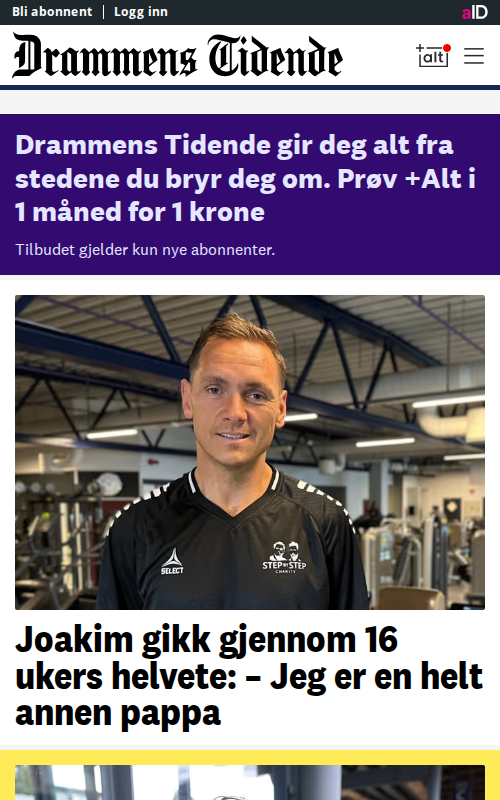 Bli abonnent | Logg inn
aID
Drammens Tidende
+alt
Drammens Tidende gir deg alt fra
stedene du bryr deg om. Prøv +Alt i
1 måned for 1 krone
Tilbudet gjelder kun nye abonnenter.
SELECT
STEP BY STEP
CHARITY
Joakim gikk gjennom 16
ukers helvete: – Jeg er en helt
annen pappa